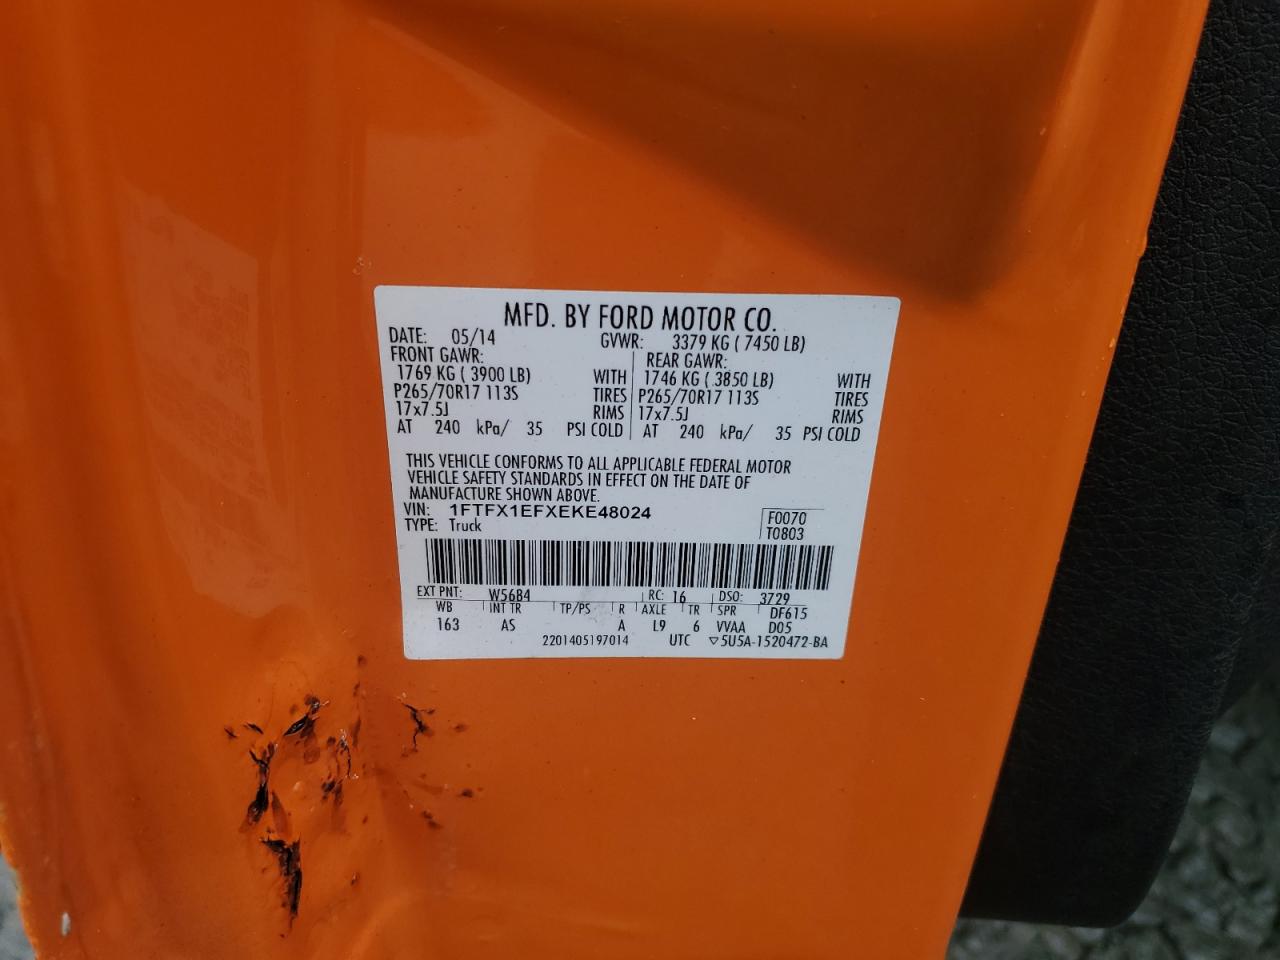 MFD. BY FORD MOTOR CO.
DATE: 05/14 GVWR: 3379 KG ( 7450 LB)
FRONT GAWR: REAR GAWR:
1769 KG ( 3900 LB) WITH 1746 KG ( 3850 LB) WITH
P265/70R17 113S TIRES P265/70R17 113S TIRES
17x7.5J RIMS 17x7.5J RIMS
AT 240 kPa/ 35 PSI COLD AT 240 kPa/ 35 PSI COLD
THIS VEHICLE CONFORMS TO ALL APPLICABLE FEDERAL MOTOR
VEHICLE SAFETY STANDARDS IN EFFECT ON THE DATE OF
MANUFACTURE SHOWN ABOVE.
VIN: 1FTFX1EFXEKE48024 F0070
TYPE: Truck T0803
EXT PNT: W56B4 RC: 16 DSO: 3729
WB INT TR TP/PS R AXLE TR SPR DF615
163 AS A L9 6 VVAA D05
2201405197014 UTC ▽5U5A-1520472-BA